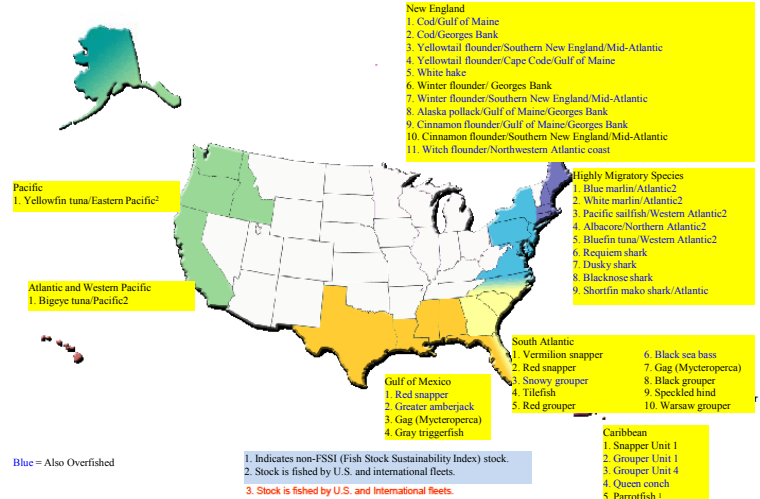 New England
1. Cod/Gulf of Maine
2. Cod/Georges Bank
3. Yellowtail flounder/Southern New England/Mid-Atlantic
4. Yellowtail flounder/Cape Code/Gulf of Maine
5. White hake
6. Winter flounder/ Georges Bank
7. Winter flounder/Southern New England/Mid-Atlantic
8. Alaska pollack/Gulf of Maine/Georges Bank
9. Cinnamon flounder/Gulf of Maine/Georges Bank
10. Cinnamon flounder/Southern New England/Mid-Atlantic
11. Witch flounder/Northwestern Atlantic coast
Highly Migratory Species
1. Blue marlin/Atlantic2
2. White marlin/Atlantic2
3. Pacific sailfish/Western Atlantic2
4. Albacore/Northern Atlantic2
5. Bluefin tuna/Western Atlantic2
6. Requiem shark
7. Dusky shark
8. Blacknose shark
9. Shortfin mako shark/Atlantic
Pacific
1. Yellowfin tuna/Eastern Pacific²
Atlantic and Western Pacific
1. Bigeye tuna/Pacific2
South Atlantic
1. Vermilion snapper
2. Red snapper
3. Snowy grouper
4. Tilefish
5. Red grouper
6. Black sea bass
7. Gag (Mycteroperca)
8. Black grouper
9. Speckled hind
10. Warsaw grouper
Gulf of Mexico
1. Red snapper
2. Greater amberjack
3. Gag (Mycteroperca)
4. Gray triggerfish
Caribbean
1. Snapper Unit 1
2. Grouper Unit 1
3. Grouper Unit 4
4. Queen conch
5. Parrotfish ¹
Blue = Also Overfished
1. Indicates non-FSSI (Fish Stock Sustainability Index) stock.
2. Stock is fished by U.S. and international fleets.
3. Stock is fished by U.S. and International fleets.